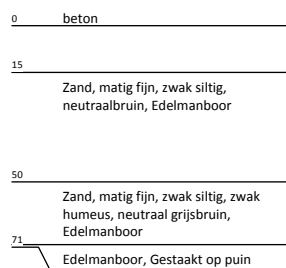 0 beton
15
Zand, matig fijn, zwak siltig,
neutraalbruin, Edelmanboor
50
Zand, matig fijn, zwak siltig, zwak
humeus, neutraal grijsbruin,
Edelmanboor
71
Edelmanboor, Gestaakt op puin